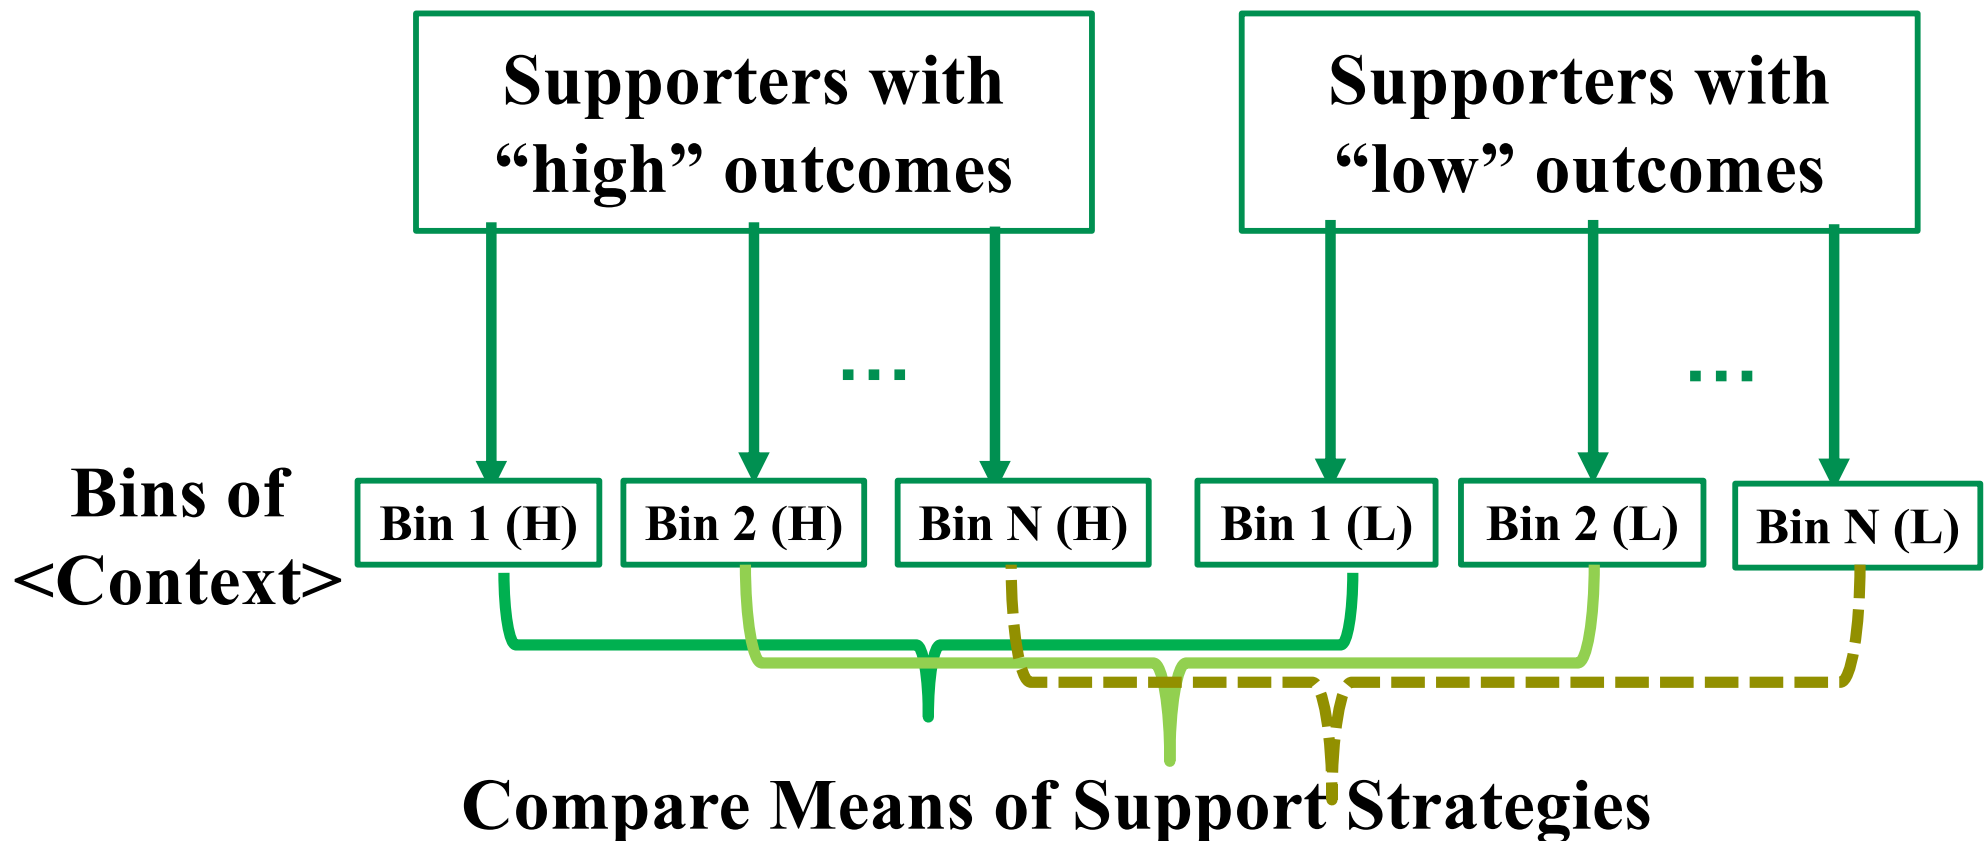 Supporters with
“high” outcomes
Supporters with
“low” outcomes
...
...
Bins of
<Context>
Bin 1 (H)
Bin 2 (H)
Bin N (H)
Bin 1 (L)
Bin 2 (L)
Bin N (L)
Compare Means of Support Strategies